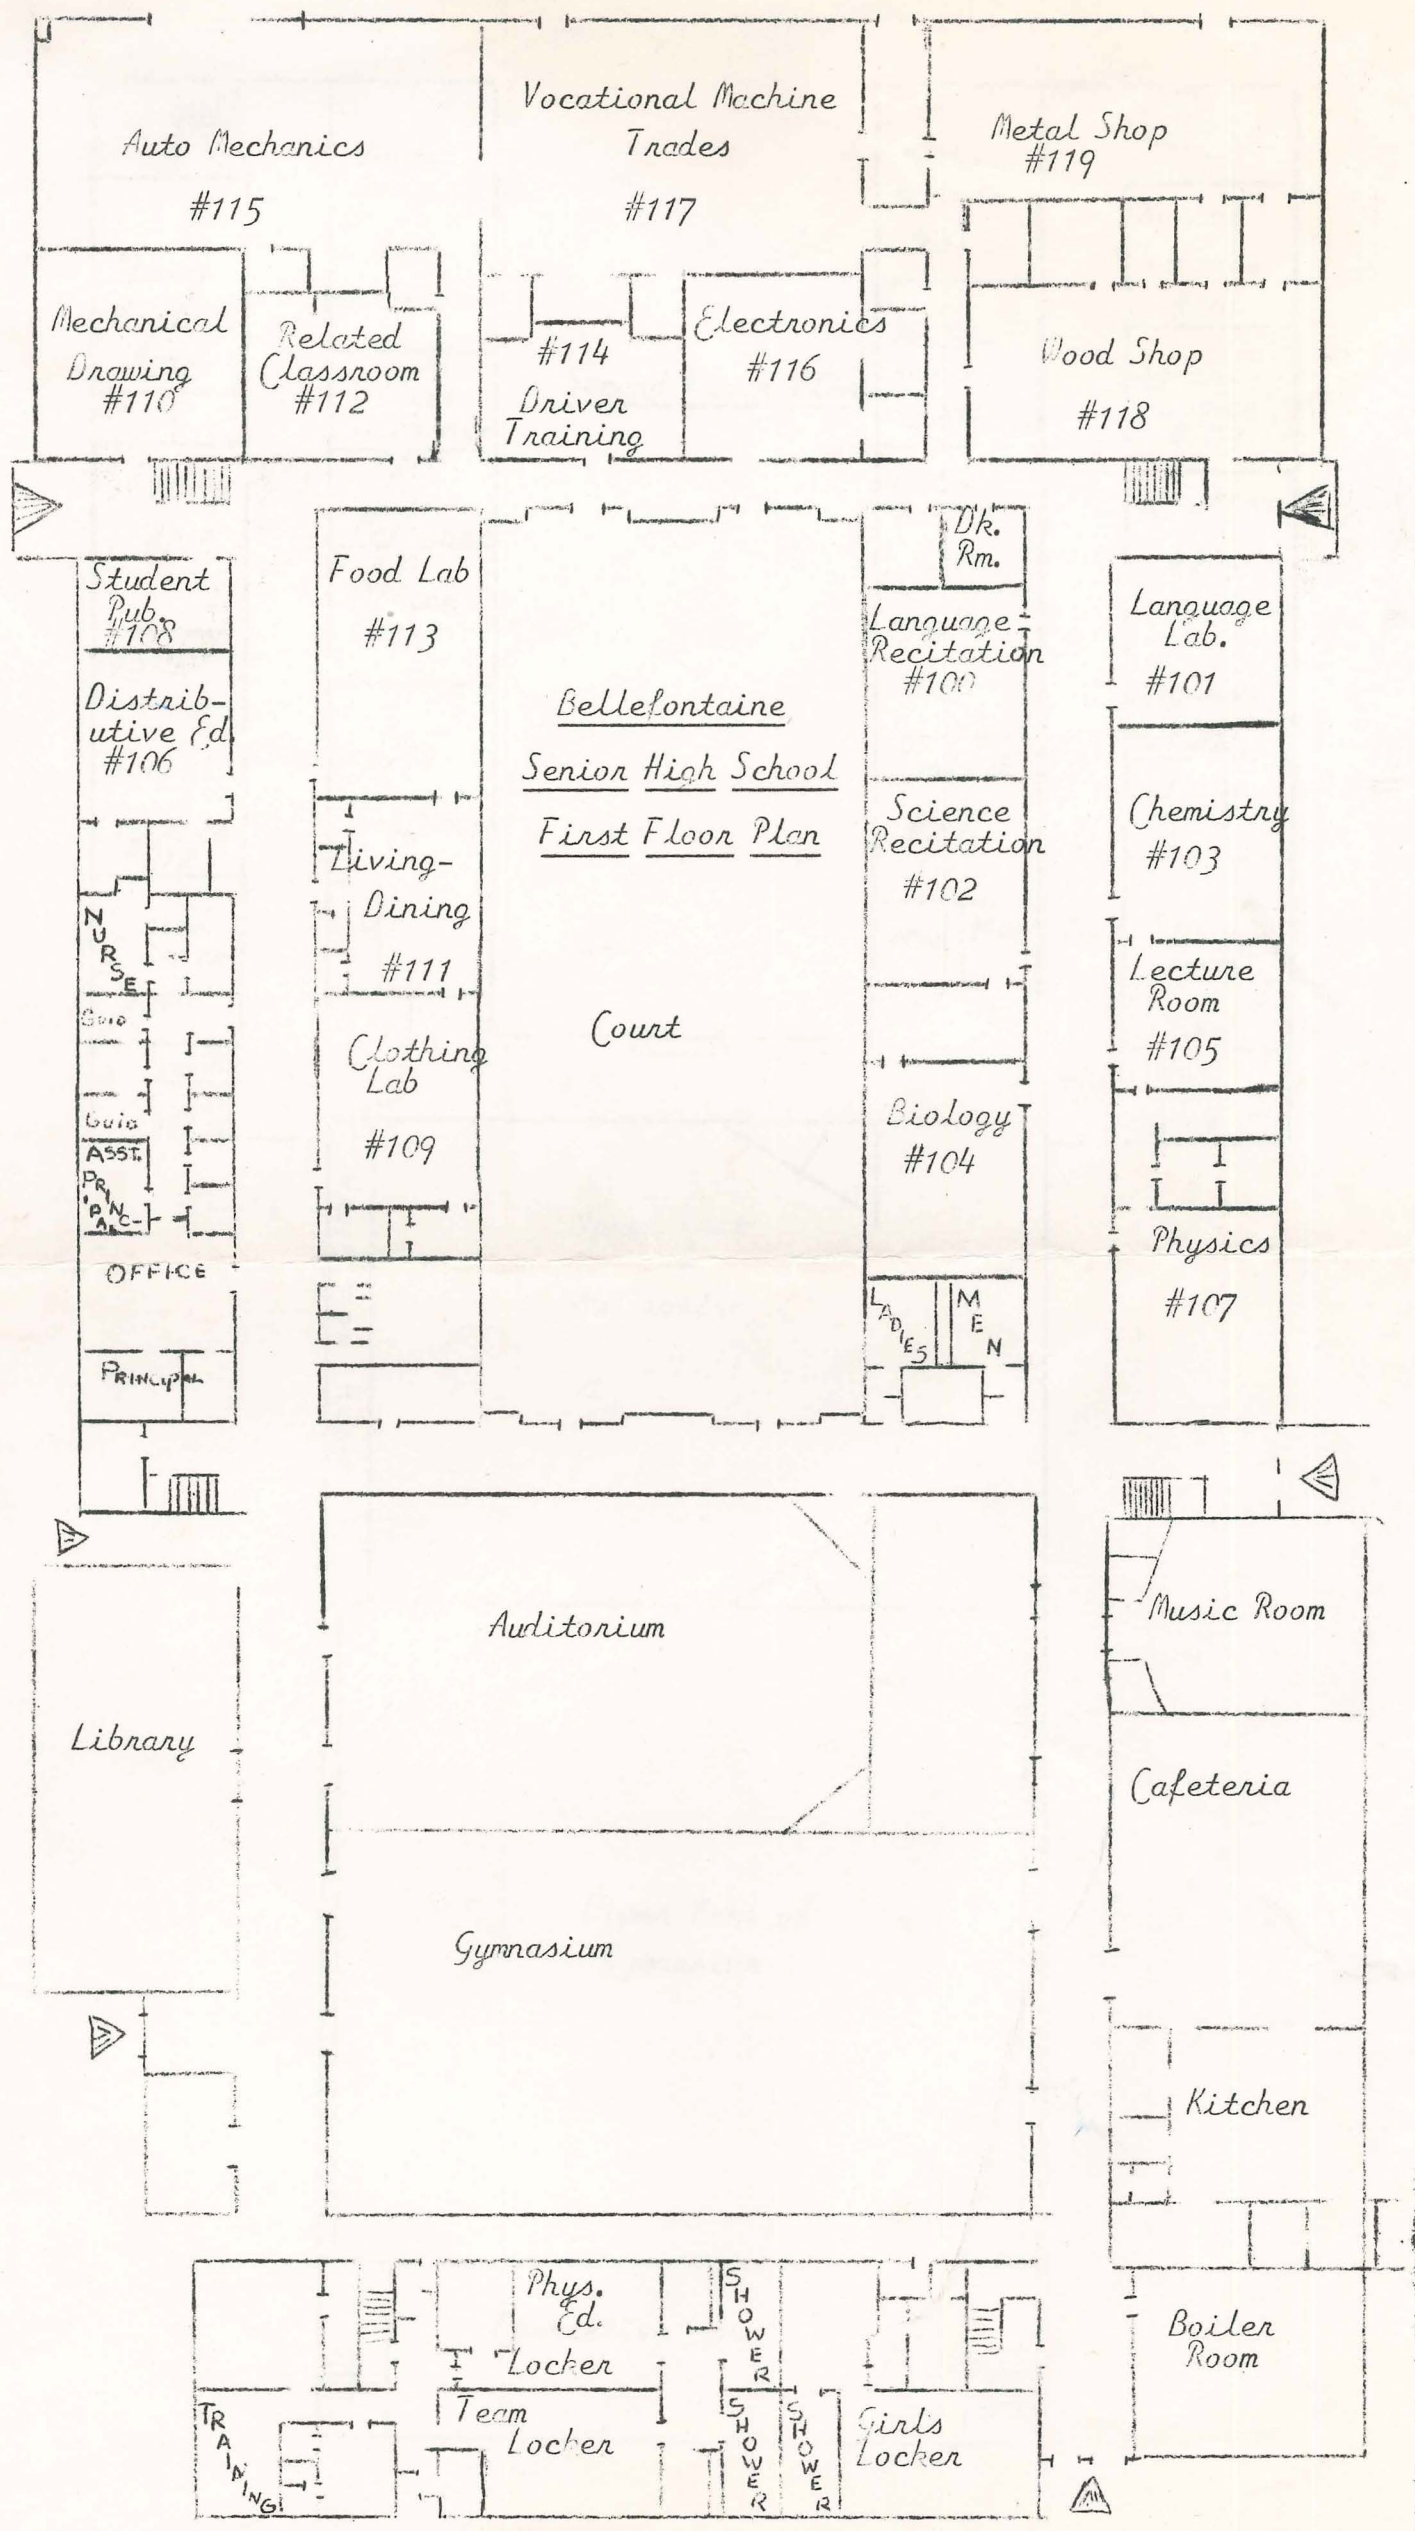 Auto Mechanics
#115
Vocational Machine
Trades
#117
Metal Shop
#119
Mechanical
Drawing
#110
Related
Classroom
#112
#114
Driver
Training
Electronics
#116
Wood Shop
#118
Student
Pub.
#108
Distrib-
utive Ed.
#106
Food Lab
#113
Living-
Dining
#111
Clothing
Lab
#109
Bellefontaine
Senior High School
First Floor Plan
Court
Dk.
Rm.
Language
Recitation
#100
Science
Recitation
#102
Biology
#104
LADIES
MEN
Language
Lab.
#101
Chemistry
#103
Lecture
Room
#105
Physics
#107
NURSE
Guid
Guid
ASST.
PRINCIPAL
OFFICE
PRINCIPAL
Auditorium
Music Room
Library
Cafeteria
Gymnasium
Kitchen
Boiler
Room
Phys.
Ed.
Locker
SHOWER
TRAINING
Team
Locker
SHOWER
SHOWER
Girls
Locker